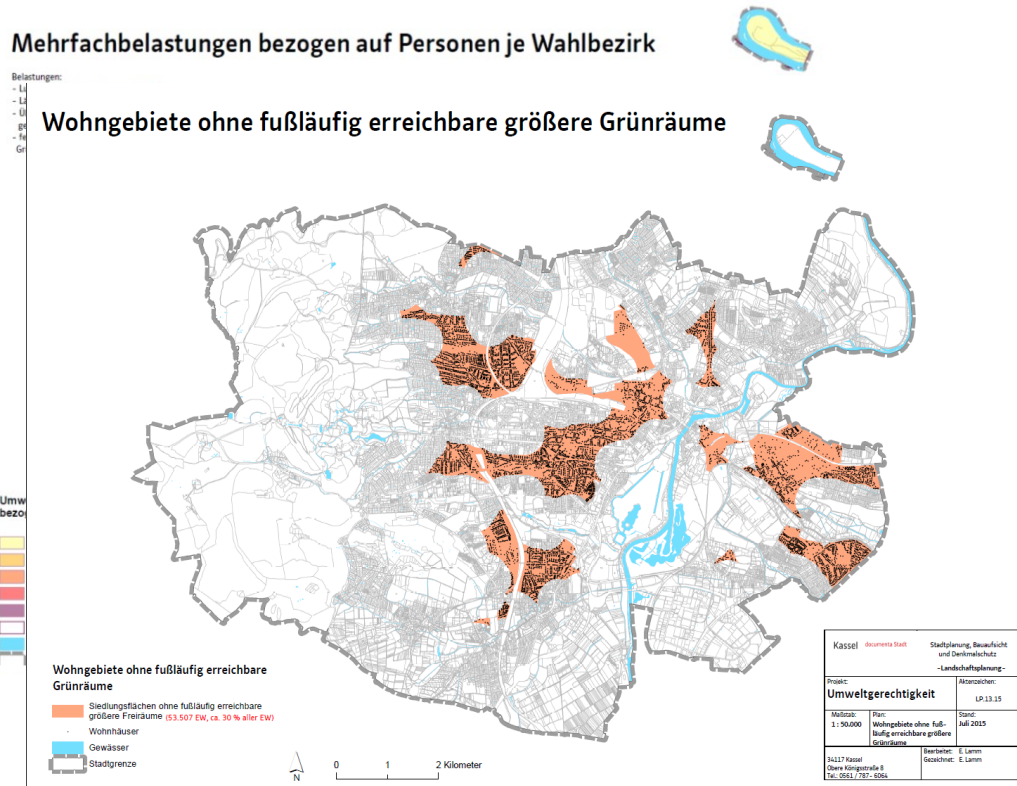 Mehrfachbelastungen bezogen auf Personen je Wahlbezirk
Belastungen:
Wohngebiete ohne fußläufig erreichbare größere Grünräume
Umw
bezog
Wohngebiete ohne fußläufig erreichbare
Grünräume
Siedlungsflächen ohne fußläufig erreichbare
größere Freiräume (53.507 EW, ca. 30 % aller EW)
Wohnhäuser
Gewässer
Stadtgrenze
N
0 1 2 Kilometer
Kassel documenta Stadt
Stadtplanung, Bauaufsicht
und Denkmalschutz
-Landschaftsplanung-
Projekt:
Umweltgerechtigkeit
Aktenzeichen:
LP.13.15
Maßstab:
1 : 50.000
Plan:
Wohngebiete ohne fuß-
läufig erreichbare größere
Grünräume
Stand:
Juli 2015
34117 Kassel
Obere Königsstraße 8
Tel.: 0561 / 787 - 6064
Bearbeitet: E. Lamm
Gezeichnet: E. Lamm